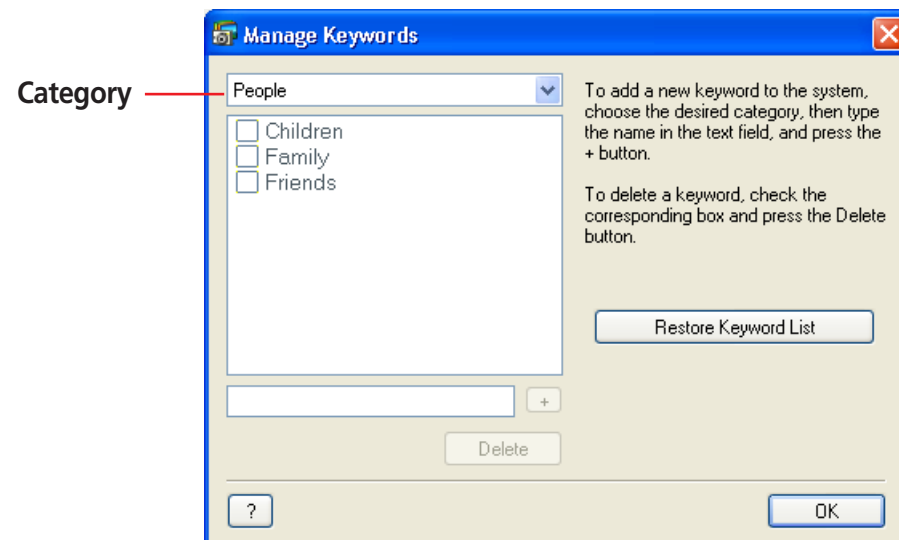 Manage Keywords
Category
People
Children
Family
Friends
To add a new keyword to the system,
choose the desired category, then type
the name in the text field, and press the
+ button.
To delete a keyword, check the
corresponding box and press the Delete
button.
Restore Keyword List
+
Delete
?
OK